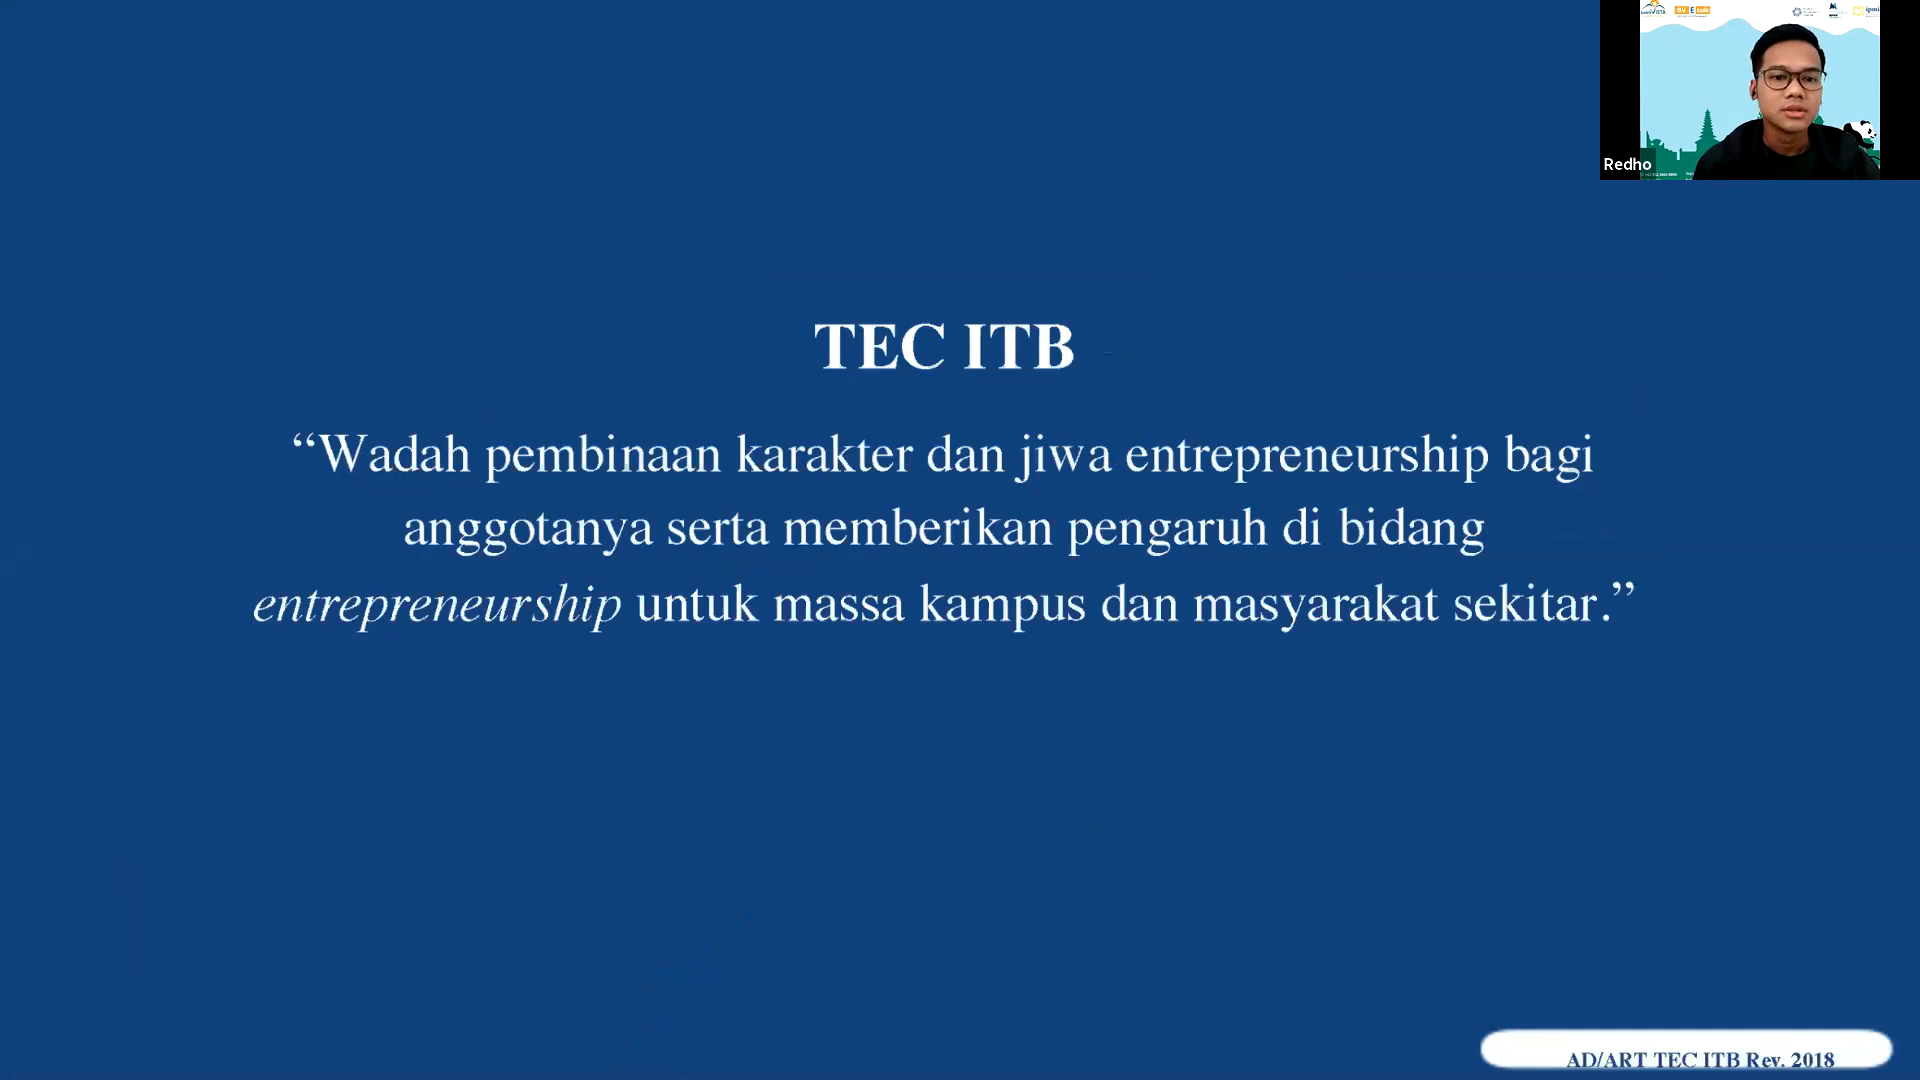 TEC ITB
“Wadah pembinaan karakter dan jiwa entrepreneurship bagi
anggotanya serta memberikan pengaruh di bidang
entrepreneurship untuk massa kampus dan masyarakat sekitar.”
AD/ART TEC ITB Rev. 2018
Redho